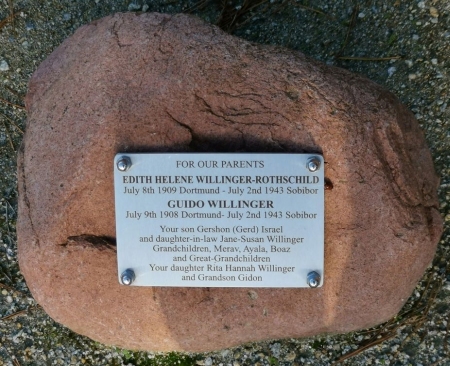 FOR OUR PARENTS
EDITH HELENE WILLINGER-ROTHSCHILD
July 8th 1909 Dortmund - July 2nd 1943 Sobibor
GUIDO WILLINGER
July 9th 1908 Dortmund- July 2nd 1943 Sobibor
Your son Gershon (Gerd) Israel
and daughter-in-law Jane-Susan Willinger
Grandchildren, Merav, Ayala, Boaz
and Great-Grandchildren
Your daughter Rita Hannah Willinger
and Grandson Gidon